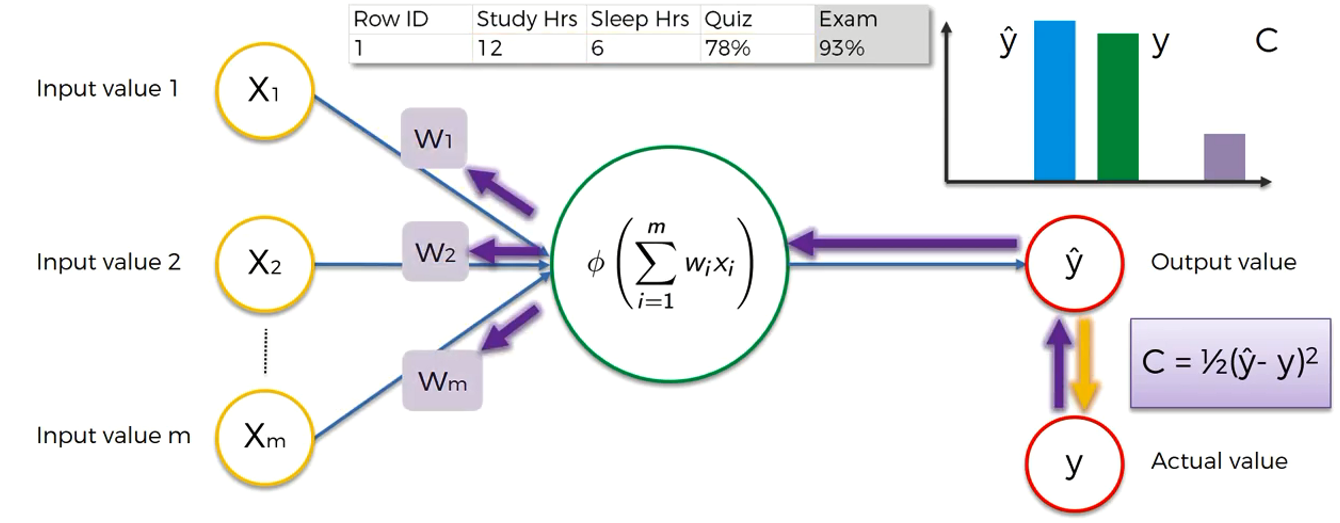 Row ID Study Hrs Sleep Hrs Quiz Exam
1 12 6 78% 93%
ŷ y C
Input value 1 X1 W1
Input value 2 X2 W2
Input value m Xm Wm
ϕ(∑ᵢ₌₁ᵐ wᵢxᵢ)
ŷ Output value
C = ½(ŷ- y)²
y Actual value